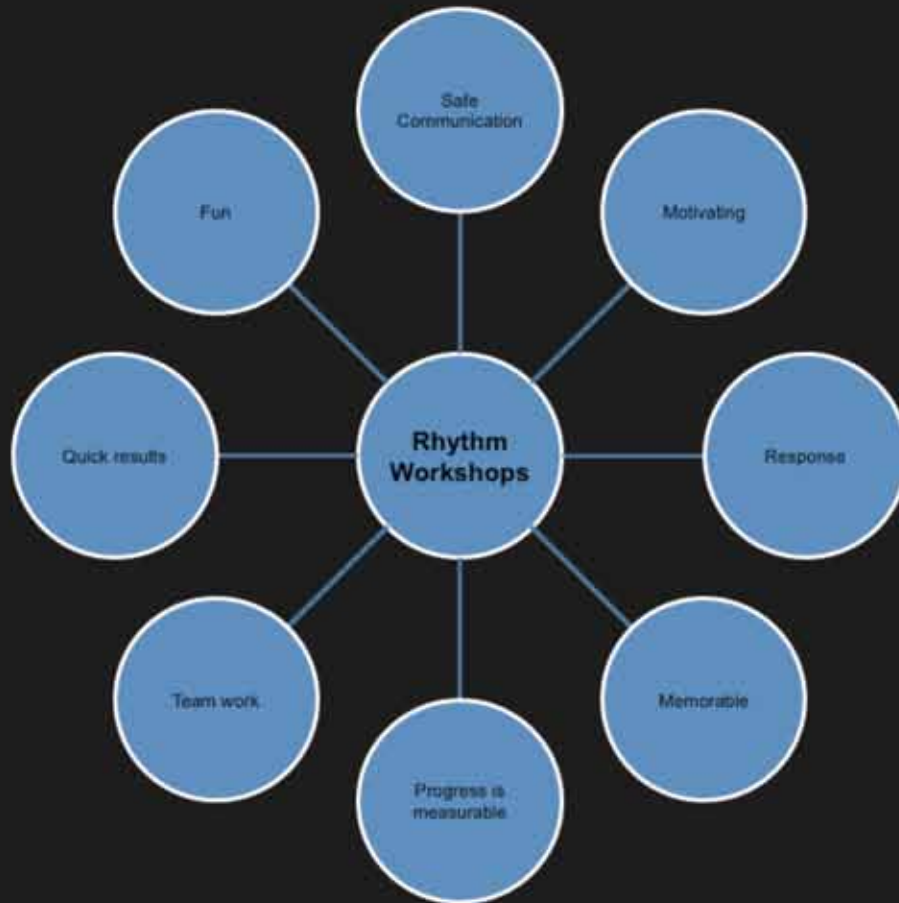 Safe
Communication
Fun
Motivating
Rhythm
Workshops
Quick results
Response
Team work
Memorable
Progress is
measurable